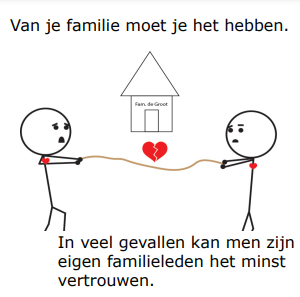 Van je familie moet je het hebben.
Fam. de Groot
In veel gevallen kan men zijn
eigen familieleden het minst
vertrouwen.